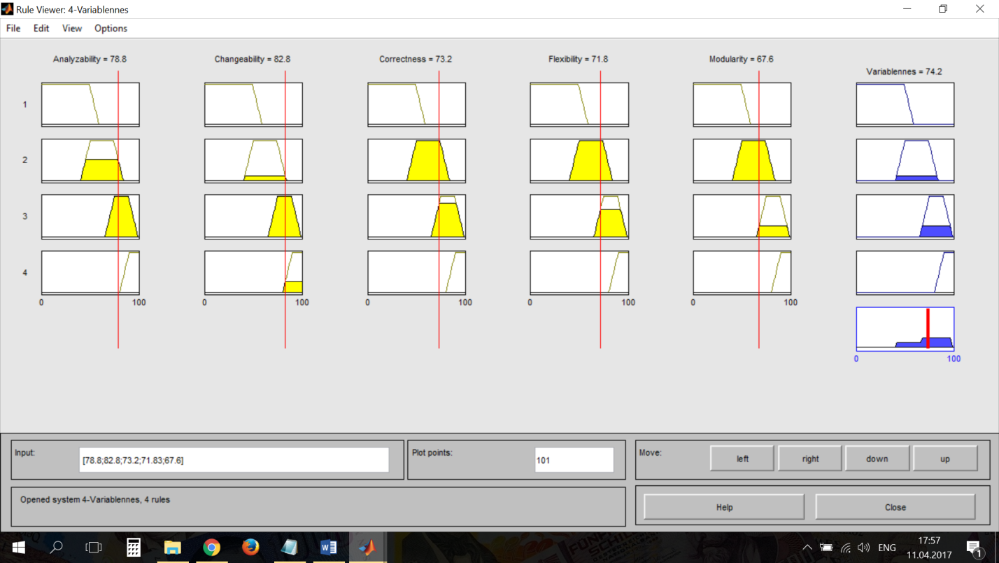 Rule Viewer: 4-Variablennes
File Edit View Options
Analyzability = 78.8 Changeability = 82.8 Correctness = 73.2 Flexibility = 71.8 Modularity = 67.6
Variablennes = 74.2
1
2
3
4
0 100 0 100 0 100 0 100 0 100
0 100
Input: [78.8;82.8;73.2;71.83;67.6] Plot points: 101 Move: left right down up
Opened system 4-Variablennes, 4 rules
Help Close
ENG 17:57
11.04.2017
1